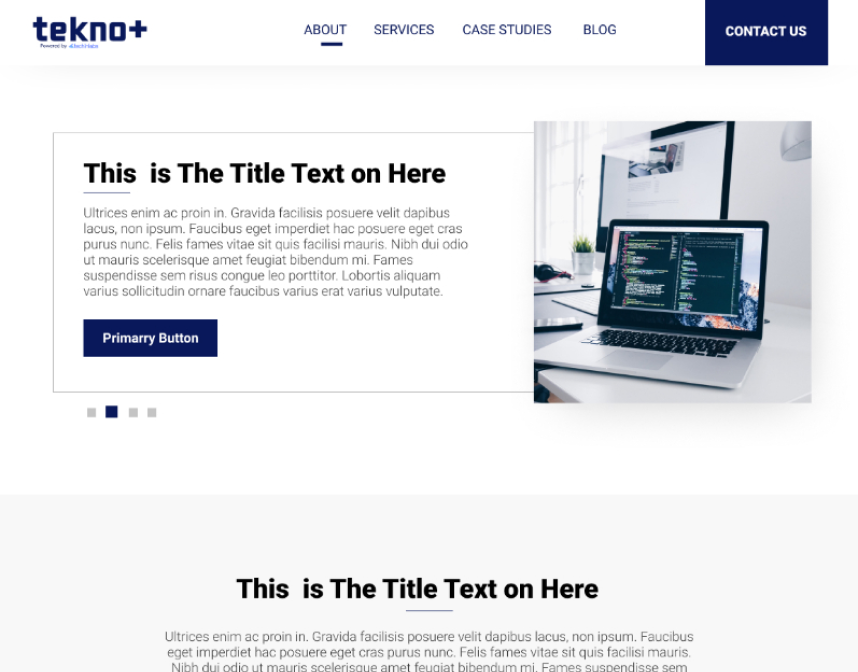 tekno+
Powered by
ABOUT SERVICES CASE STUDIES BLOG
CONTACT US
This is The Title Text on Here
Ultrices enim ac proin in. Gravida facilisis posuere velit dapibus
lacus, non ipsum. Faucibus eget imperdiet hac posuere eget cras
purus nunc. Felis fames vitae sit quis facilisi mauris. Nibh dui odio
ut mauris scelerisque amet feugiat bibendum mi. Fames
suspendisse sem risus congue leo porttitor. Lobortis aliquam
varius sollicitudin ornare faucibus varius erat varius vulputate.
Primarry Button
This is The Title Text on Here
Ultrices enim ac proin in. Gravida facilisis posuere velit dapibus lacus, non ipsum. Faucibus
eget imperdiet hac posuere eget cras purus nunc. Felis fames vitae sit quis facilisi mauris.
Nibh dui odio ut mauris scelerisque amet feugiat bibendum mi. Fames suspendisse sem